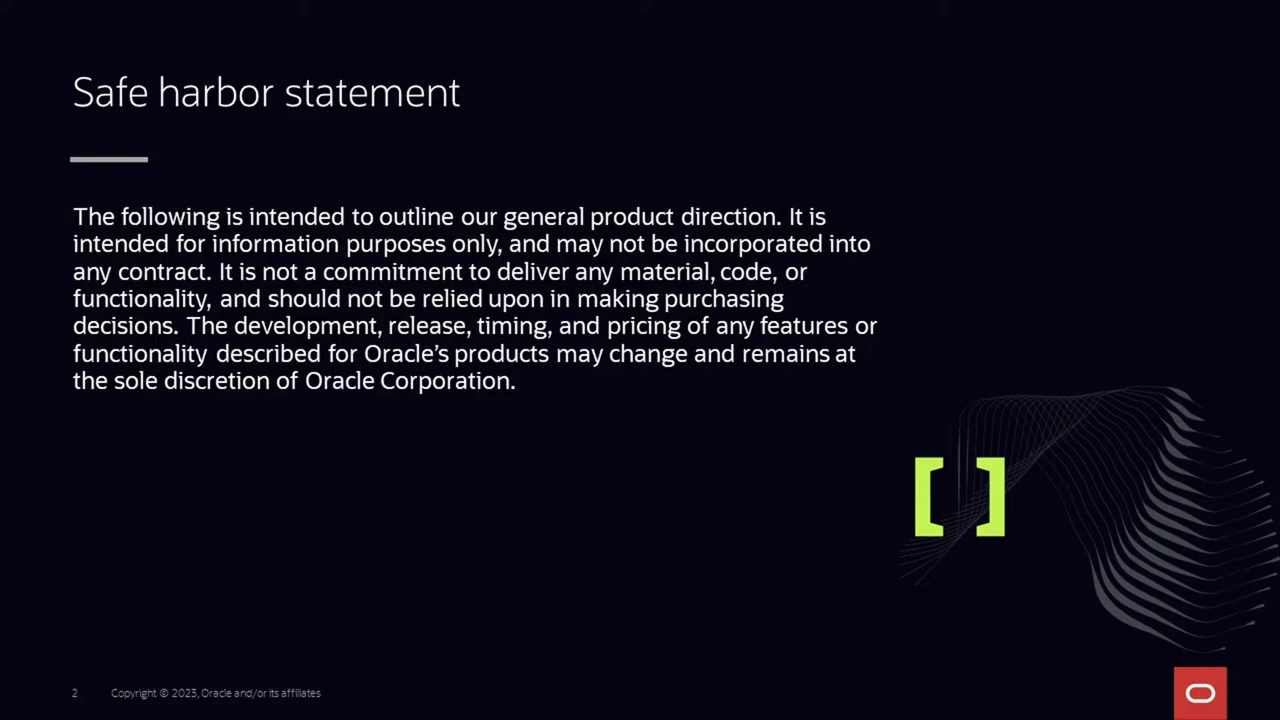 Safe harbor statement
The following is intended to outline our general product direction. It is
intended for information purposes only, and may not be incorporated into
any contract. It is not a commitment to deliver any material, code, or
functionality, and should not be relied upon in making purchasing
decisions. The development, release, timing, and pricing of any features or
functionality described for Oracle’s products may change and remains at
the sole discretion of Oracle Corporation.
[ ]
2 Copyright © 2023, Oracle and/or its affiliates